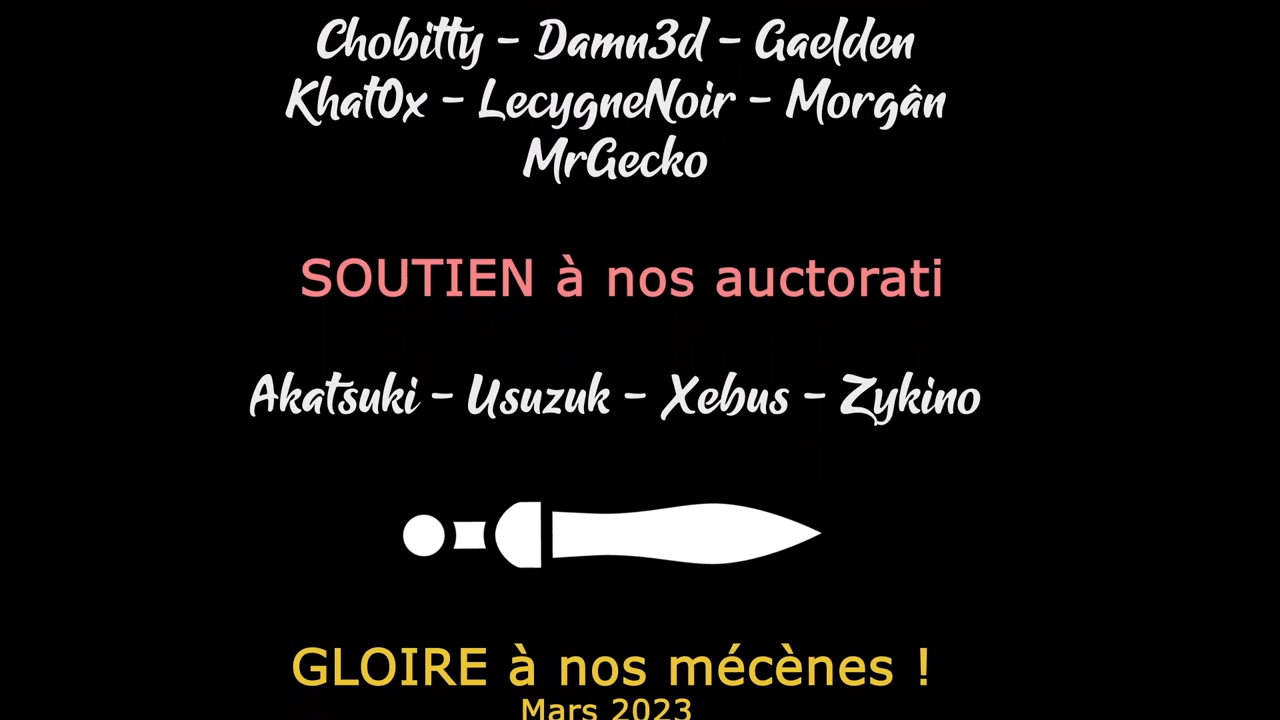 Chobitty - Damn3d - Gaelden
Khat0x - LecygneNoir - Morgân
MrGecko
SOUTIEN à nos auctorati
Akatsuki - Usuzuk - Xebus - Zykino
GLOIRE à nos mécènes !
Mars 2023